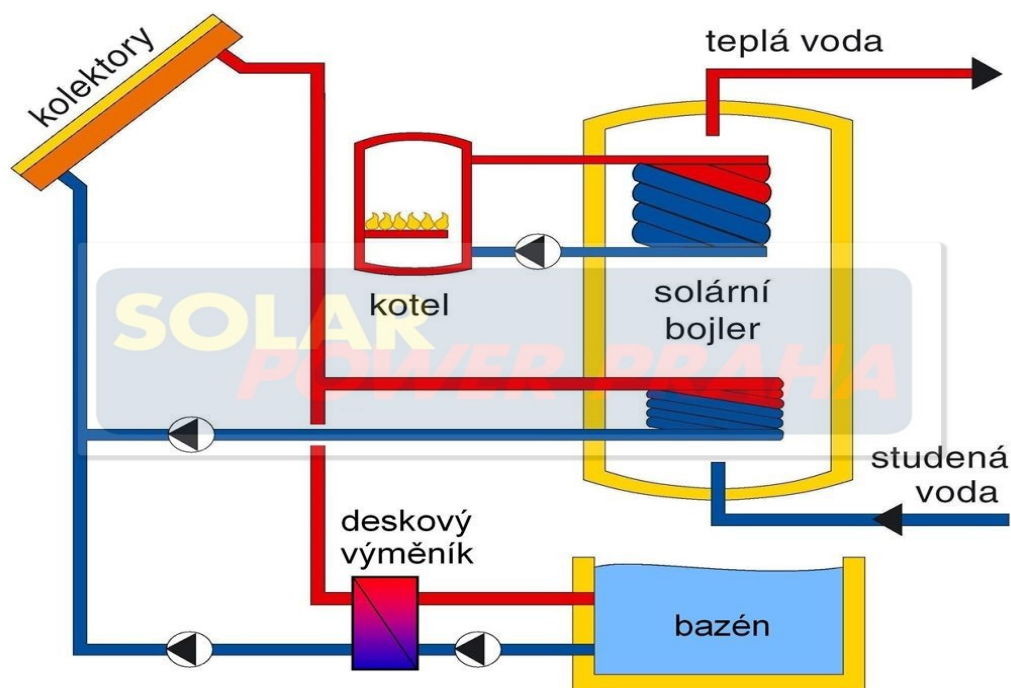 kolektory
teplá voda
kotel
solární
bojler
SOLAR
POWER PRAHA
studená
voda
deskový
výměník
bazén